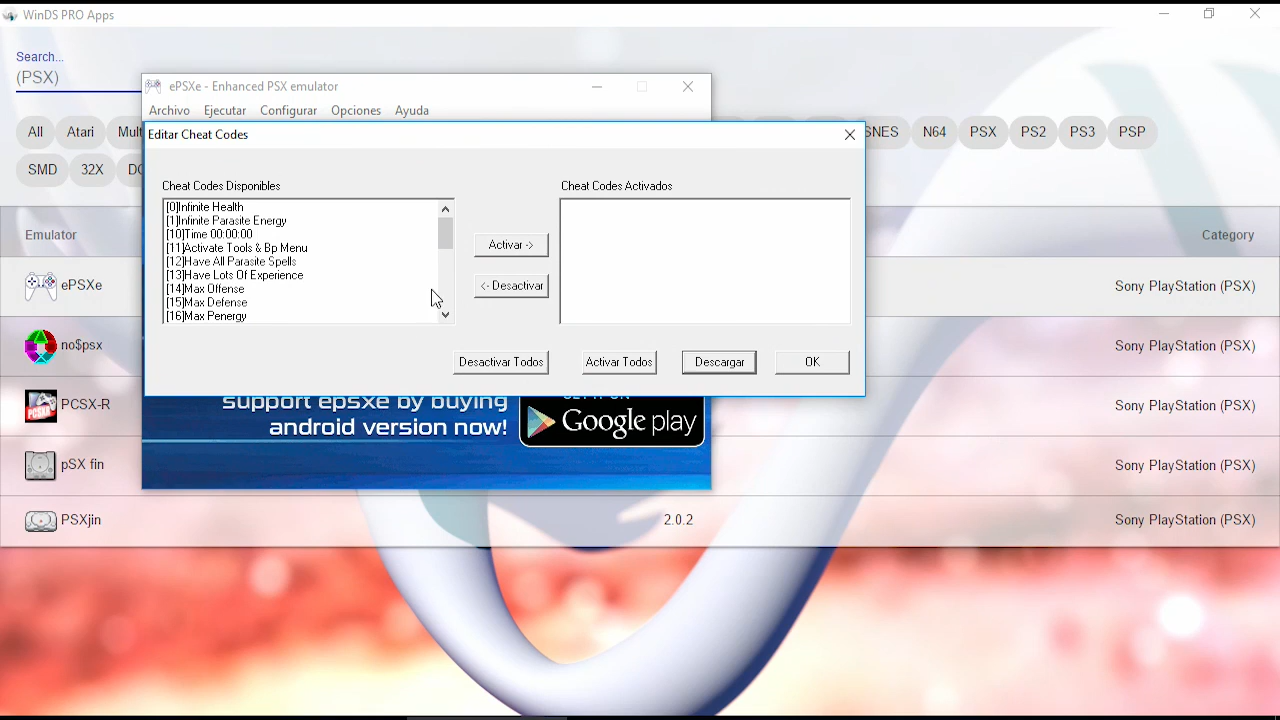 WinDS PRO Apps
Search...
(PSX)
ePSXe - Enhanced PSX emulator
Archivo Ejecutar Configurar Opciones Ayuda
All Atari SNES N64 PSX PS2 PS3 PSP
SMD 32X
Editar Cheat Codes
Cheat Codes Disponibles
Cheat Codes Activados
[0]Infinite Health
[1]Infinite Parasite Energy
[10]Time 00:00:00
[11]Activate Tools & Bp Menu
[12]Have All Parasite Spells
[13]Have Lots Of Experience
[14]Max Offense
[15]Max Defense
[16]Max Penergy
Activar ->
<- Desactivar
Desactivar Todos
Activar Todos
Descargar
OK
Emulator Category
ePSXe Sony PlayStation (PSX)
no$psx Sony PlayStation (PSX)
PCSX-R Sony PlayStation (PSX)
pSX fin Sony PlayStation (PSX)
PSXjin 2.0.2 Sony PlayStation (PSX)
support epsxe by buying
android version now!
Google play